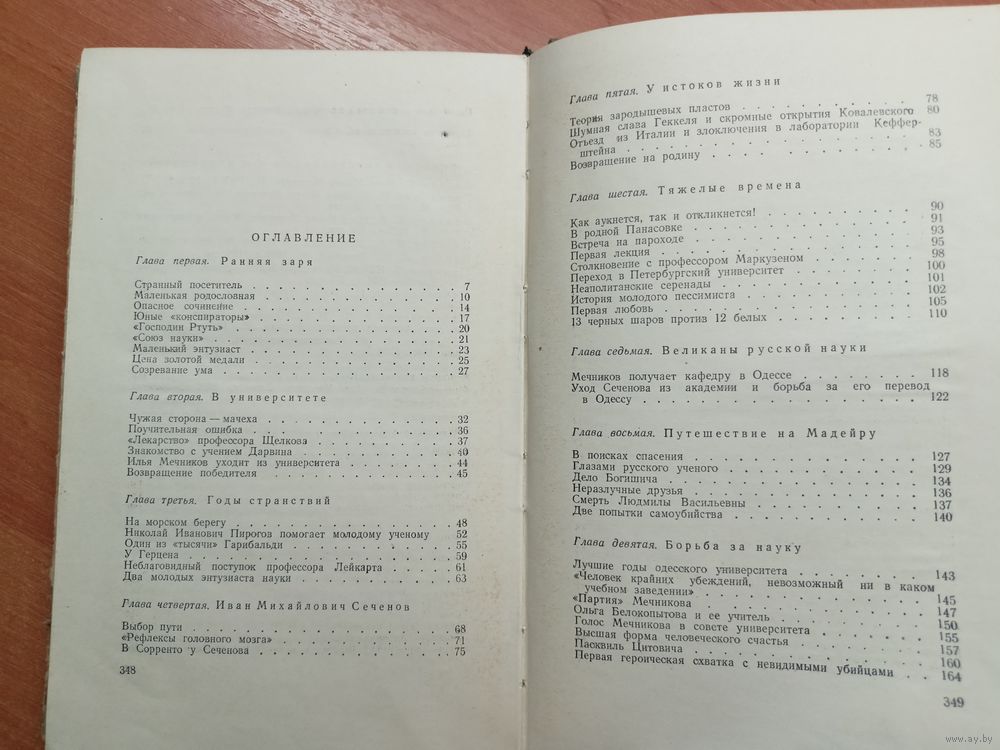 ОГЛАВЛЕНИЕ
Глава первая. Ранняя заря
Странный посетитель . . . . . . . . . . 7
Маленькая родословная . . . . . . . . . . 10
Опасное сочинение . . . . . . . . . . 14
Юные «конспираторы» . . . . . . . . . . 17
«Господин Ртуть» . . . . . . . . . . 20
«Союз науки» . . . . . . . . . . 21
Маленький энтузиаст . . . . . . . . . . 23
Цена золотой медали . . . . . . . . . . 25
Созревание ума . . . . . . . . . . 27
Глава вторая. В университете
Чужая сторона — мачеха . . . . . . . . . . 32
Поучительная ошибка . . . . . . . . . . 36
«Лекарство» профессора Щелкова . . . . . . . . . . 37
Знакомство с учением Дарвина . . . . . . . . . . 40
Илья Мечников уходит из университета . . . . . . . . 44
Возвращение победителя . . . . . . . . . . 45
Глава третья. Годы странствий
На морском берегу . . . . . . . . . . 48
Николай Иванович Пирогов помогает молодому ученому 52
Один из «тысячи» Гарибальди . . . . . . . . . . 55
У Герцена . . . . . . . . . . 59
Неблаговидный поступок профессора Лейкарта . . . . . 61
Два молодых энтузиаста науки . . . . . . . . . . 63
Глава четвертая. Иван Михайлович Сеченов
Выбор пути . . . . . . . . . . 68
«Рефлексы головного мозга» . . . . . . . . . . 71
В Сорренто у Сеченова . . . . . . . . . . 75
348
Глава пятая. У истоков жизни
Теория зародышевых пластов . . . . . . . . . . 78
Шумная слава Геккеля и скромные открытия Ковалевского 80
Отъезд из Италии и злоключения в лаборатории Кеффер-
штейна . . . . . . . . . . 83
Возвращение на родину . . . . . . . . . . 85
Глава шестая. Тяжелые времена
Как аукнется, так и откликнется! . . . . . . . . . . 90
В родной Панасовке . . . . . . . . . . 91
Встреча на пароходе . . . . . . . . . . 93
Первая лекция . . . . . . . . . . 95
Столкновение с профессором Маркузеном . . . . . . . 98
Переход в Петербургский университет . . . . . . . . 100
Неаполитанские серенады . . . . . . . . . . 101
История молодого пессимиста . . . . . . . . . . 102
Первая любовь . . . . . . . . . . 105
13 черных шаров против 12 белых . . . . . . . . . . 110
Глава седьмая. Великаны русской науки
Мечников получает кафедру в Одессе . . . . . . . . 118
Уход Сеченова из академии и борьба за его перевод
в Одессу . . . . . . . . . . 122
Глава восьмая. Путешествие на Мадейру
В поисках спасения . . . . . . . . . . 127
Глазами русского ученого . . . . . . . . . . 129
Дело Богишича . . . . . . . . . . 134
Неразлучные друзья . . . . . . . . . . 136
Смерть Людмилы Васильевны . . . . . . . . . . 137
Две попытки самоубийства . . . . . . . . . . 140
Глава девятая. Борьба за науку
Лучшие годы одесского университета . . . . . . . . 143
«Человек крайних убеждений, невозможный ни в каком
учебном заведении» . . . . . . . . . . 145
«Партия» Мечникова . . . . . . . . . . 147
Ольга Белокопытова и ее учитель . . . . . . . . . . 150
Голос Мечникова в совете университета . . . . . . . 155
Высшая форма человеческого счастья . . . . . . . . 157
Пасквиль Цитовича . . . . . . . . . . 160
Первая героическая схватка с невидимыми убийцами . . 164
349
www.ay.by